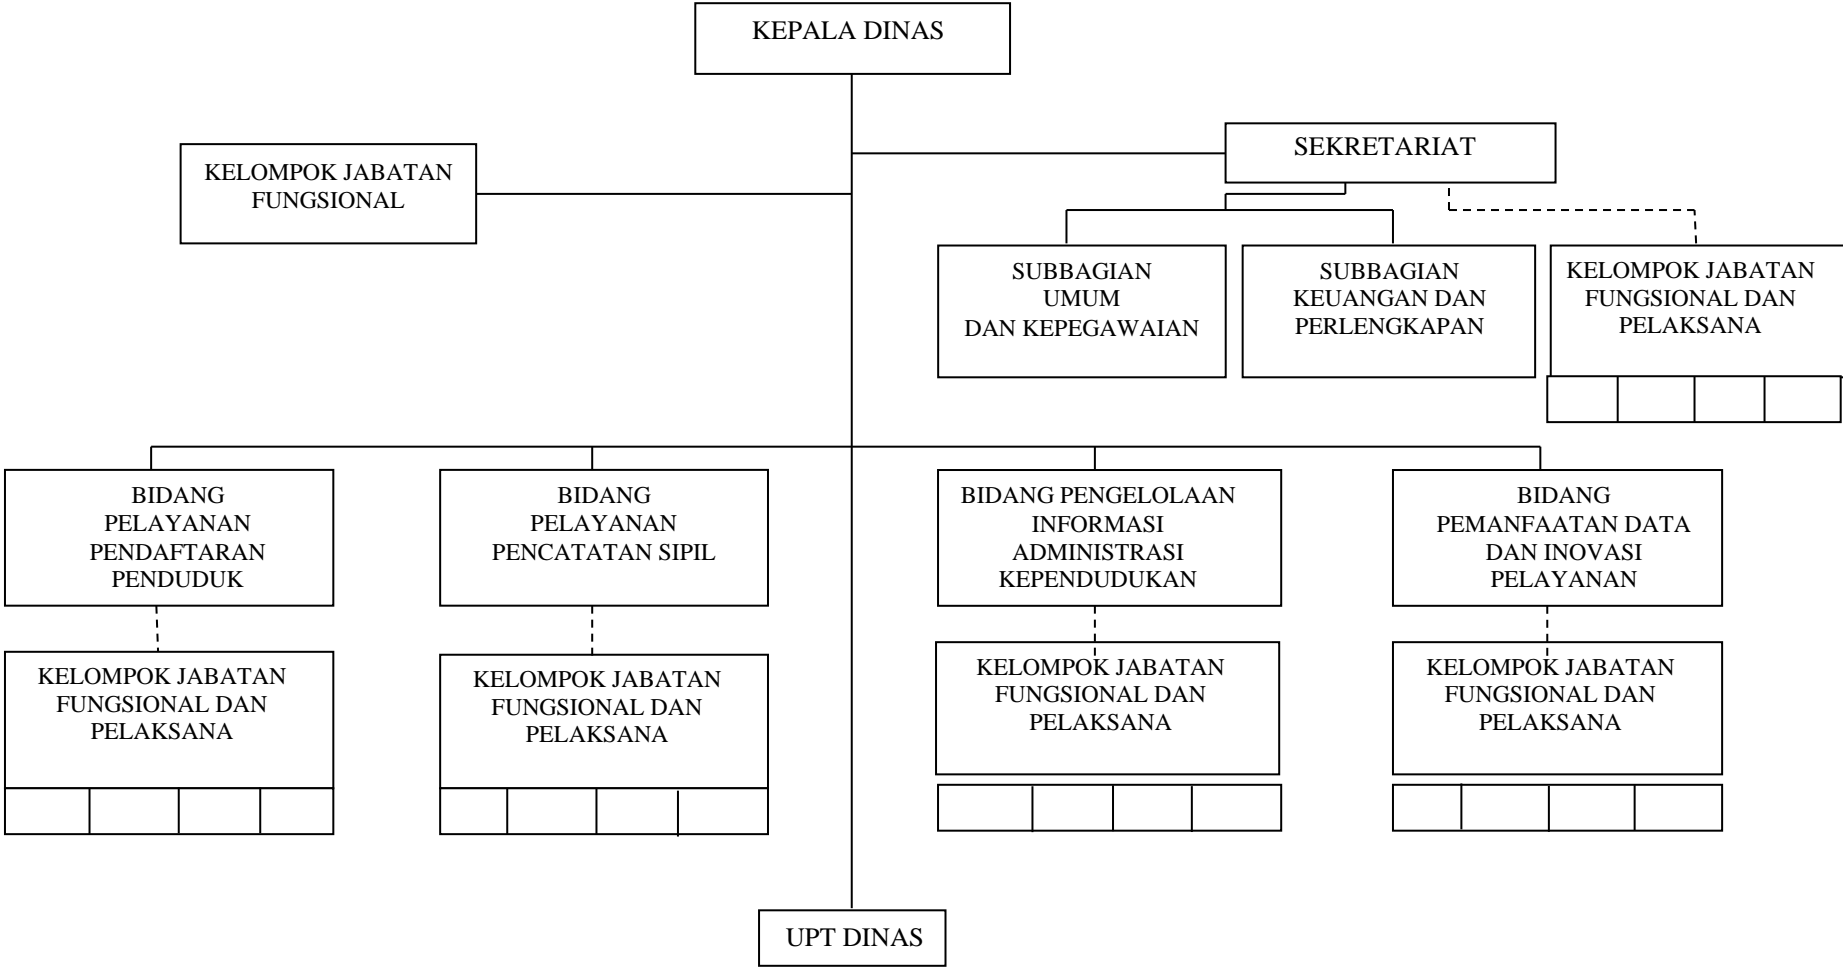 KEPALA DINAS
SEKRETARIAT
KELOMPOK JABATAN
FUNGSIONAL
SUBBAGIAN
UMUM
DAN KEPEGAWAIAN
SUBBAGIAN
KEUANGAN DAN
PERLENGKAPAN
KELOMPOK JABATAN
FUNGSIONAL DAN
PELAKSANA
BIDANG
PELAYANAN
PENDAFTARAN
PENDUDUK
BIDANG
PELAYANAN
PENCATATAN SIPIL
BIDANG PENGELOLAAN
INFORMASI
ADMINISTRASI
KEPENDUDUKAN
BIDANG
PEMANFAATAN DATA
DAN INOVASI
PELAYANAN
KELOMPOK JABATAN
FUNGSIONAL DAN
PELAKSANA
KELOMPOK JABATAN
FUNGSIONAL DAN
PELAKSANA
KELOMPOK JABATAN
FUNGSIONAL DAN
PELAKSANA
KELOMPOK JABATAN
FUNGSIONAL DAN
PELAKSANA
UPT DINAS